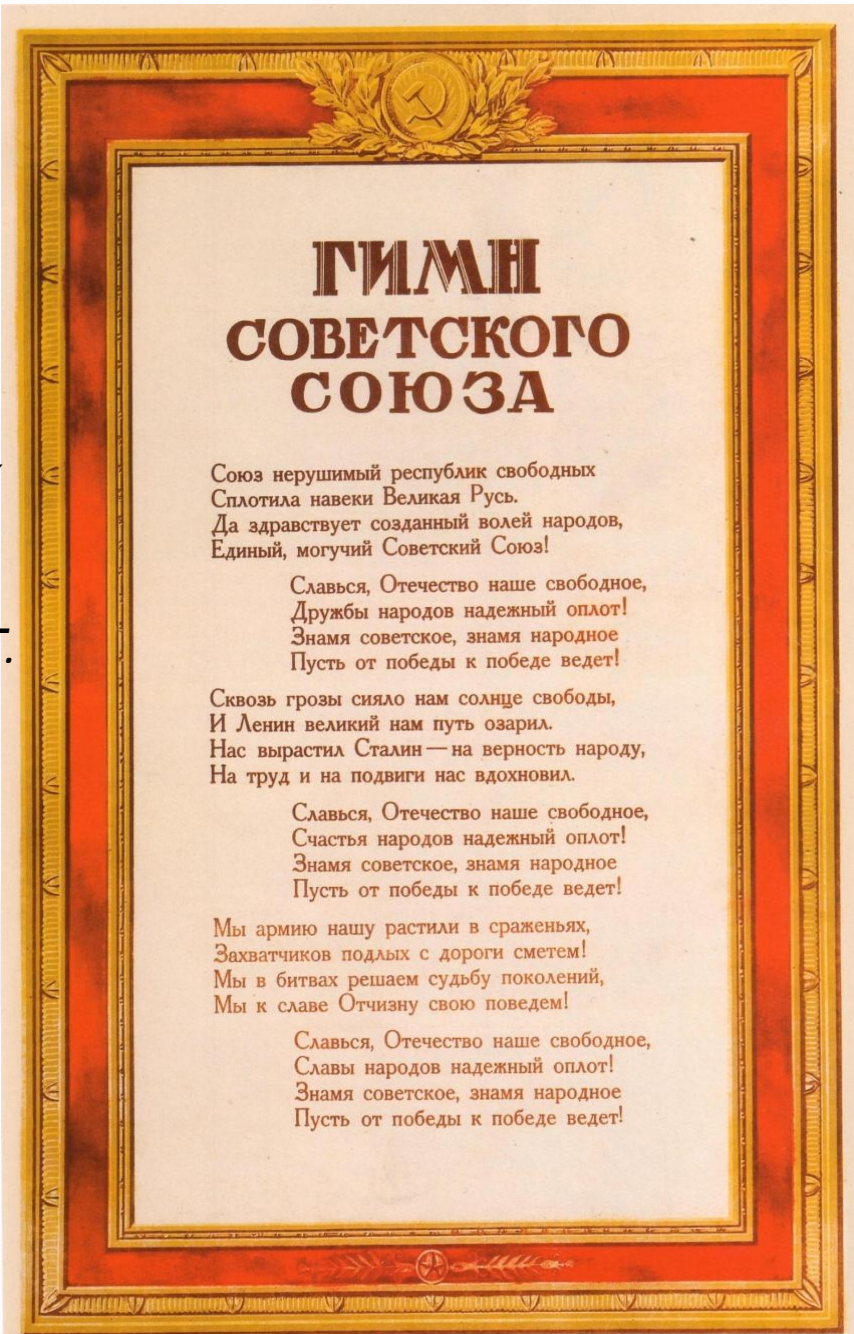 ГИМН
СОВЕТСКОГО
СОЮЗА
Союз нерушимый республик свободных
Сплотила навеки Великая Русь.
Да здравствует созданный волей народов,
Единый, могучий Советский Союз!
Славься, Отечество наше свободное,
Дружбы народов надежный оплот!
Знамя советское, знамя народное
Пусть от победы к победе ведет!
Сквозь грозы сияло нам солнце свободы,
И Ленин великий нам путь озарил.
Нас вырастил Сталин — на верность народу,
На труд и на подвиги нас вдохновил.
Славься, Отечество наше свободное,
Счастья народов надежный оплот!
Знамя советское, знамя народное
Пусть от победы к победе ведет!
Мы армию нашу растили в сраженьях,
Захватчиков подлых с дороги сметем!
Мы в битвах решаем судьбу поколений,
Мы к славе Отчизну свою поведем!
Славься, Отечество наше свободное,
Славы народов надежный оплот!
Знамя советское, знамя народное
Пусть от победы к победе ведет!